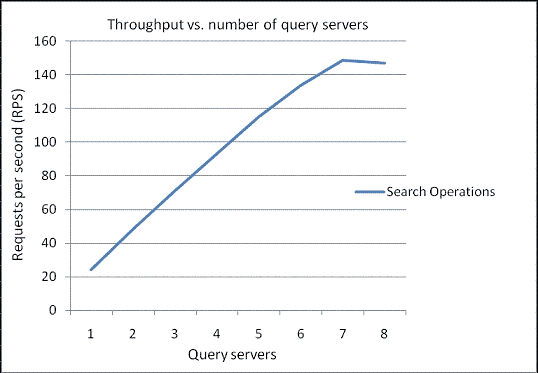 Throughput vs. number of query servers
160
140
120
100
80
60
40
20
0
Requests per second (RPS)
1 2 3 4 5 6 7 8
Query servers
Search Operations